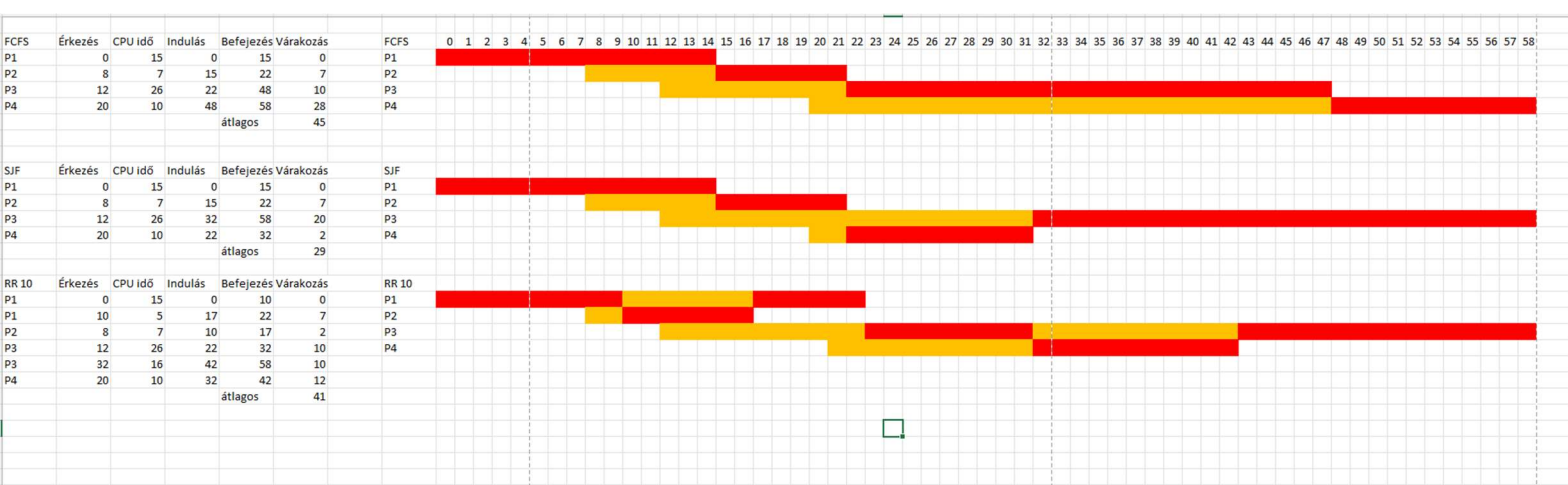 FCFS Érkezés CPU idő Indulás Befejezés Várakozás FCFS 0 1 2 3 4 5 6 7 8 9 10 11 12 13 14 15 16 17 18 19 20 21 22 23 24 25 26 27 28 29 30 31 32 33 34 35 36 37 38 39 40 41 42 43 44 45 46 47 48 49 50 51 52 53 54 55 56 57 58
P1 0 15 0 15 0 P1
P2 8 7 15 22 7 P2
P3 12 26 22 48 10 P3
P4 20 10 48 58 28 P4
átlagos 45
SJF Érkezés CPU idő Indulás Befejezés Várakozás SJF
P1 0 15 0 15 0 P1
P2 8 7 15 22 7 P2
P3 12 26 32 58 20 P3
P4 20 10 22 32 2 P4
átlagos 29
RR 10 Érkezés CPU idő Indulás Befejezés Várakozás RR 10
P1 0 15 0 10 0 P1
P1 10 5 17 22 7 P2
P2 8 7 10 17 2 P3
P3 12 26 22 32 10 P4
P3 32 16 42 58 10
P4 20 10 32 42 12
átlagos 41